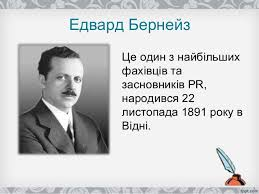 Едвард Бернейз
Це один з найбільших
фахівців та
засновників PR,
народився 22
листопада 1891 року в
Відні.